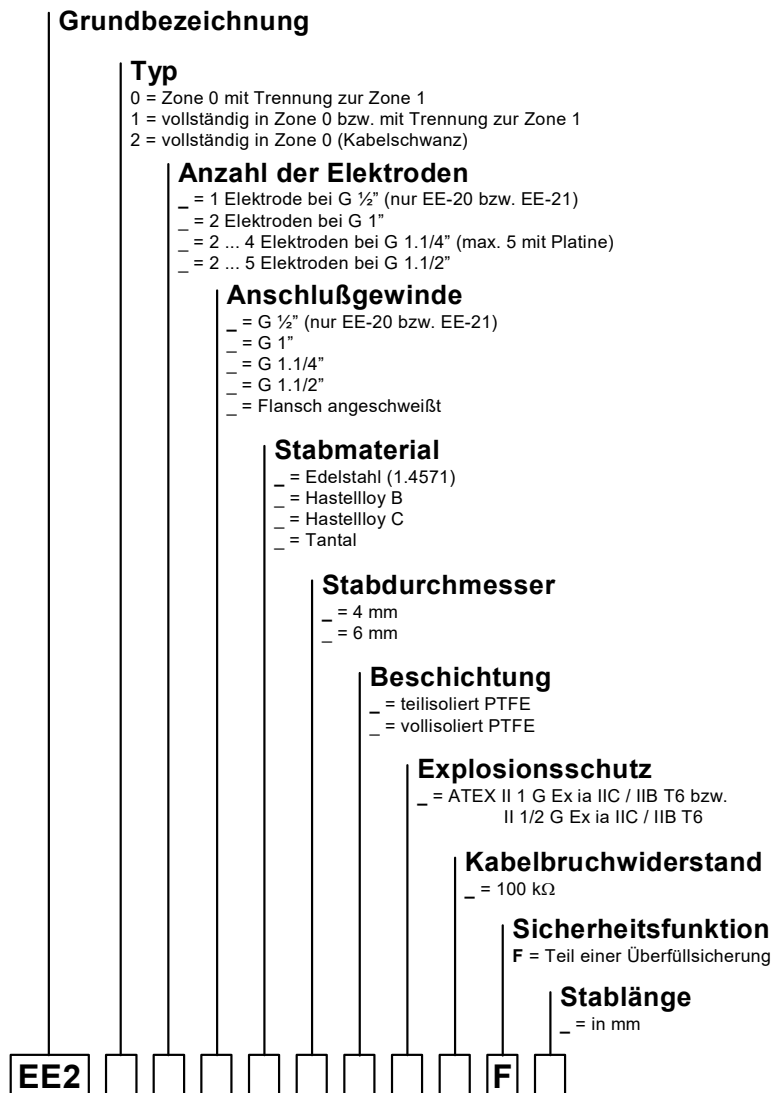 Grundbezeichnung
Typ
0 = Zone 0 mit Trennung zur Zone 1
1 = vollständig in Zone 0 bzw. mit Trennung zur Zone 1
2 = vollständig in Zone 0 (Kabelschwanz)
Anzahl der Elektroden
_ = 1 Elektrode bei G ½” (nur EE-20 bzw. EE-21)
_ = 2 Elektroden bei G 1”
_ = 2 ... 4 Elektroden bei G 1.1/4” (max. 5 mit Platine)
_ = 2 ... 5 Elektroden bei G 1.1/2”
Anschlußgewinde
_ = G ½” (nur EE-20 bzw. EE-21)
_ = G 1”
_ = G 1.1/4”
_ = G 1.1/2”
_ = Flansch angeschweißt
Stabmaterial
_ = Edelstahl (1.4571)
_ = Hastellloy B
_ = Hastellloy C
_ = Tantal
Stabdurchmesser
_ = 4 mm
_ = 6 mm
Beschichtung
_ = teilisoliert PTFE
_ = vollisoliert PTFE
Explosionsschutz
_ = ATEX II 1 G Ex ia IIC / IIB T6 bzw.
II 1/2 G Ex ia IIC / IIB T6
Kabelbruchwiderstand
_ = 100 kΩ
Sicherheitsfunktion
F = Teil einer Überfüllsicherung
Stablänge
_ = in mm
EE2 F